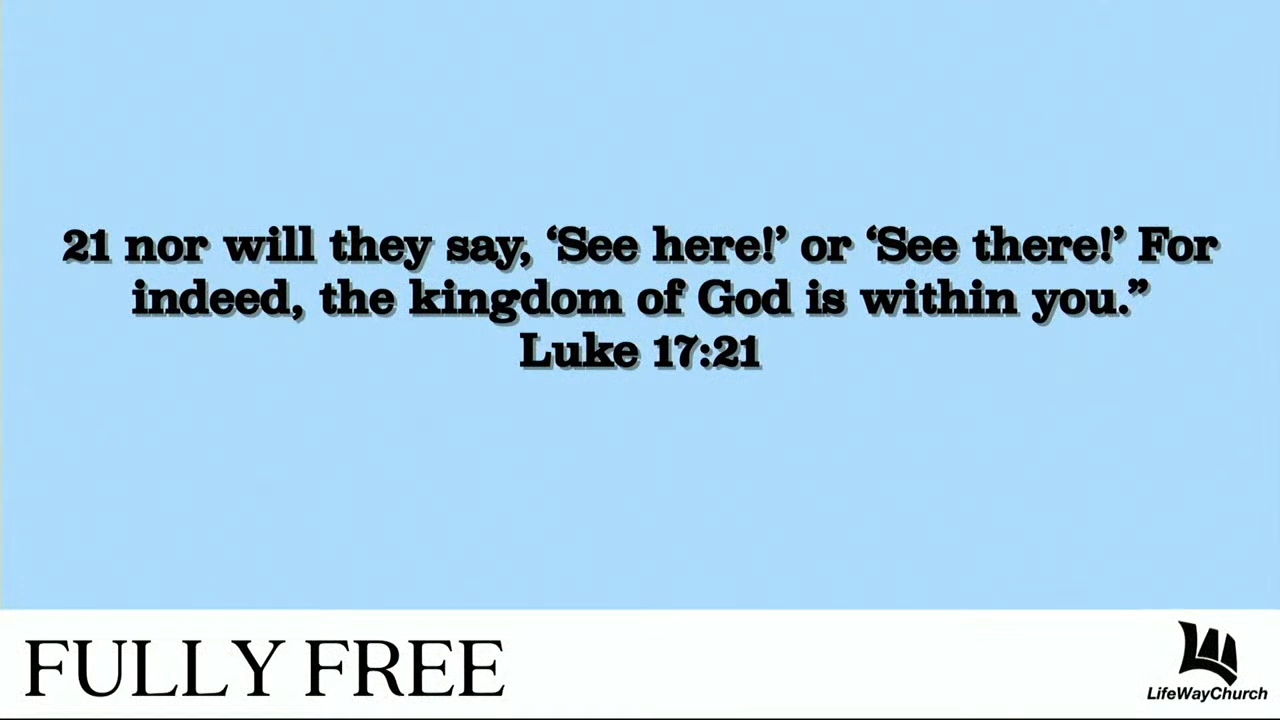 21 nor will they say, ‘See here!’ or ‘See there!’ For
indeed, the kingdom of God is within you.”
Luke 17:21
FULLY FREE
LifeWayChurch